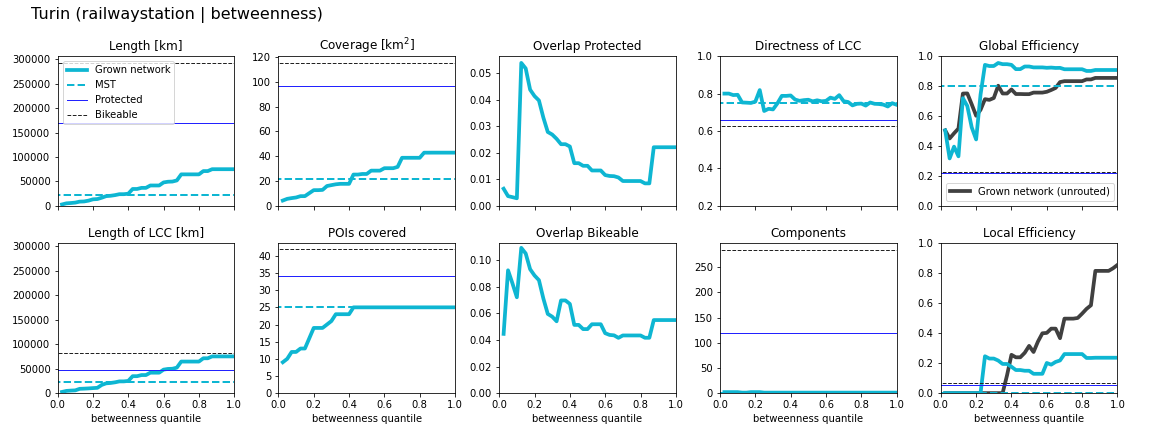 Turin (railwaystation | betweenness)
Length [km]
300000
250000
200000
150000
100000
50000
0
Grown network
MST
Protected
Bikeable
Coverage [km²]
120
100
80
60
40
20
0
Overlap Protected
0.05
0.04
0.03
0.02
0.01
0.00
Directness of LCC
1.0
0.8
0.6
0.4
0.2
Global Efficiency
1.0
0.8
0.6
0.4
0.2
0.0
Grown network (unrouted)
Length of LCC [km]
300000
250000
200000
150000
100000
50000
0
0.0 0.2 0.4 0.6 0.8 1.0
betweenness quantile
POIs covered
40
35
30
25
20
15
10
5
0
0.0 0.2 0.4 0.6 0.8 1.0
betweenness quantile
Overlap Bikeable
0.10
0.08
0.06
0.04
0.02
0.00
0.0 0.2 0.4 0.6 0.8 1.0
betweenness quantile
Components
250
200
150
100
50
0
0.0 0.2 0.4 0.6 0.8 1.0
betweenness quantile
Local Efficiency
1.0
0.8
0.6
0.4
0.2
0.0
0.0 0.2 0.4 0.6 0.8 1.0
betweenness quantile